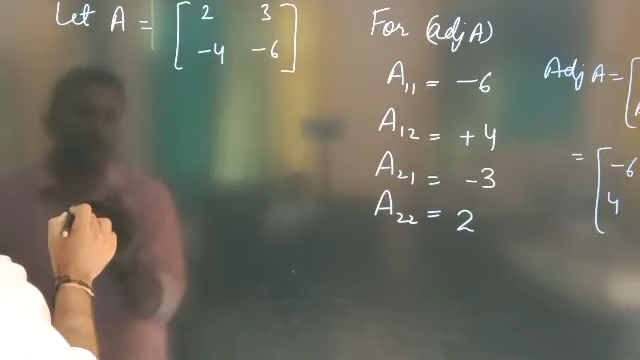 Let A = [ 2 3
-4 -6 ]
For (adj A)
A₁₁ = -6
A₁₂ = +4
A₂₁ = -3
A₂₂ = 2
Adj A = [
= [ -6
4